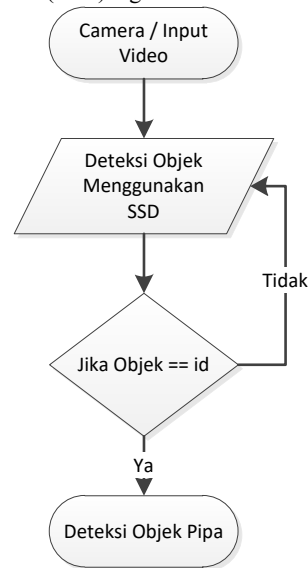 Camera / Input
Video
Deteksi Objek
Menggunakan
SSD
Tidak
Jika Objek == id
Ya
Deteksi Objek Pipa